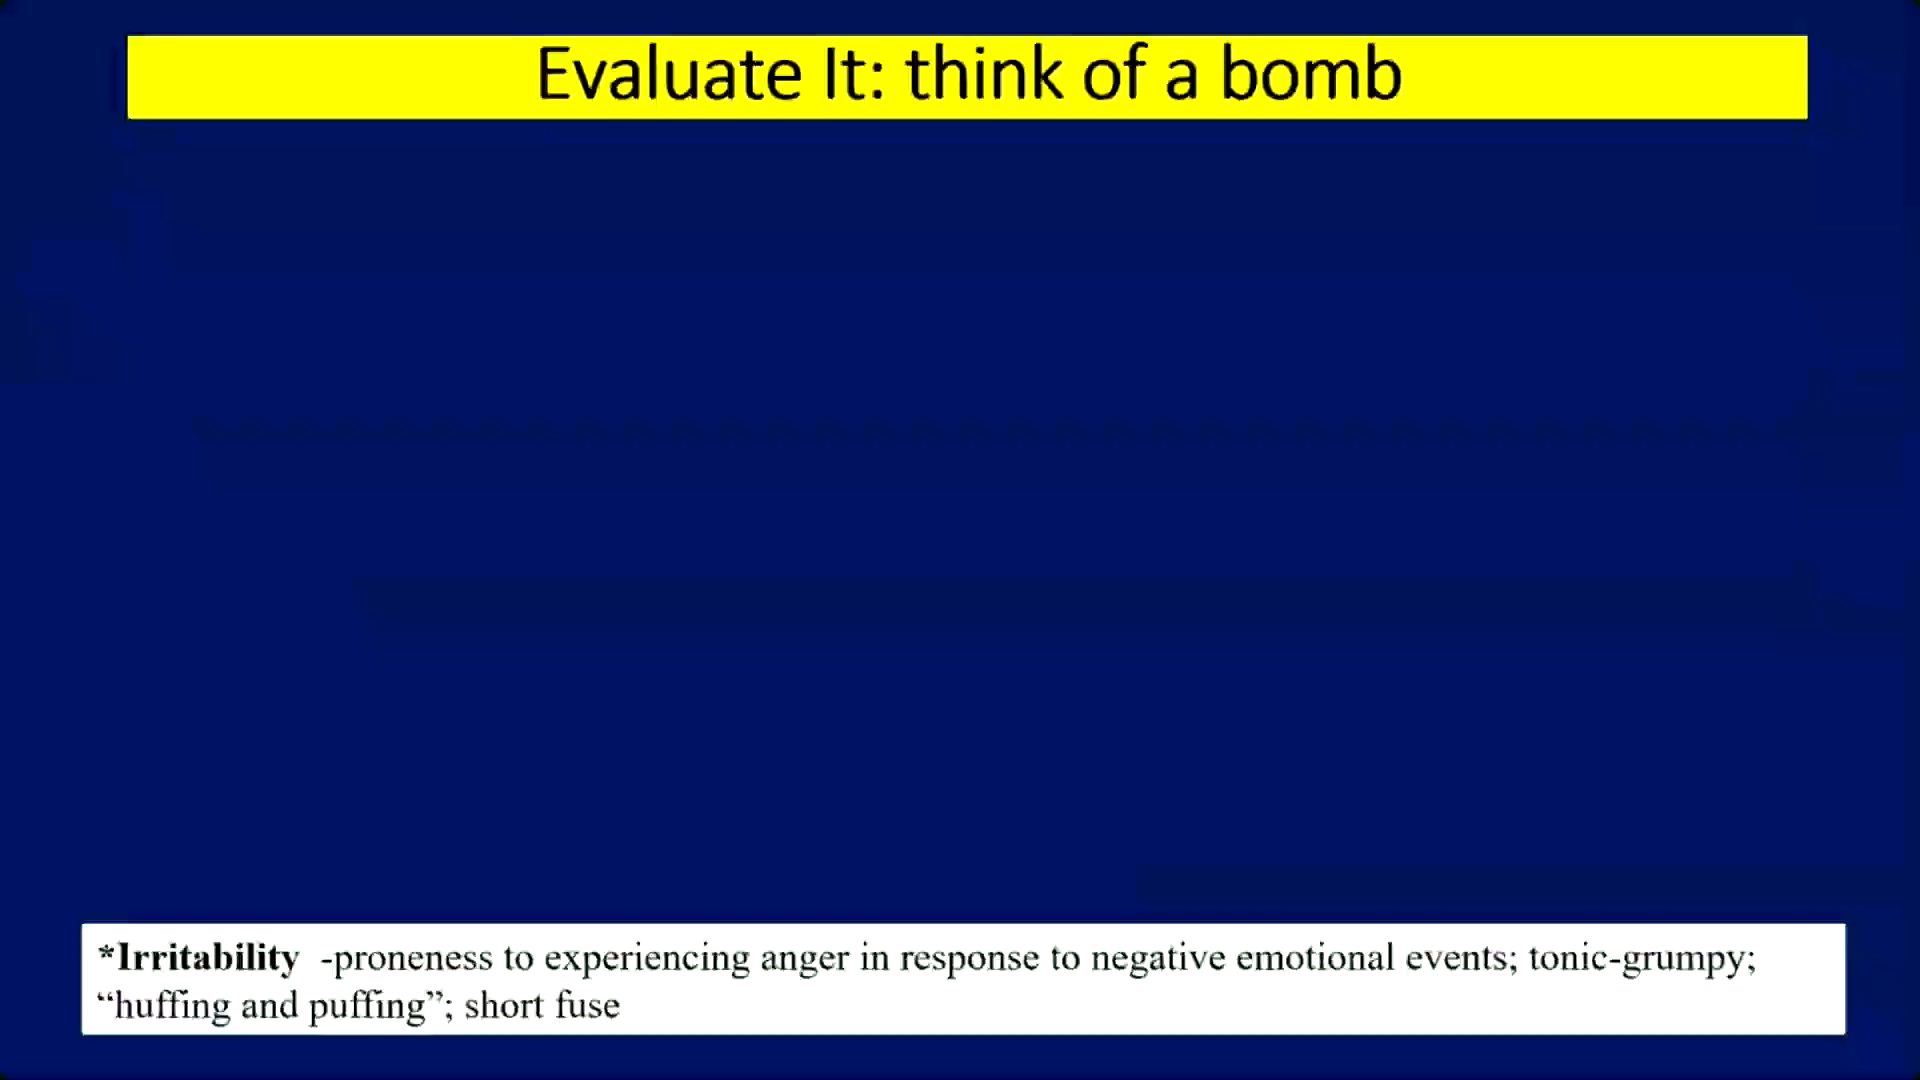 Evaluate It: think of a bomb
*Irritability -proneness to experiencing anger in response to negative emotional events; tonic-grumpy;
“huffing and puffing”; short fuse